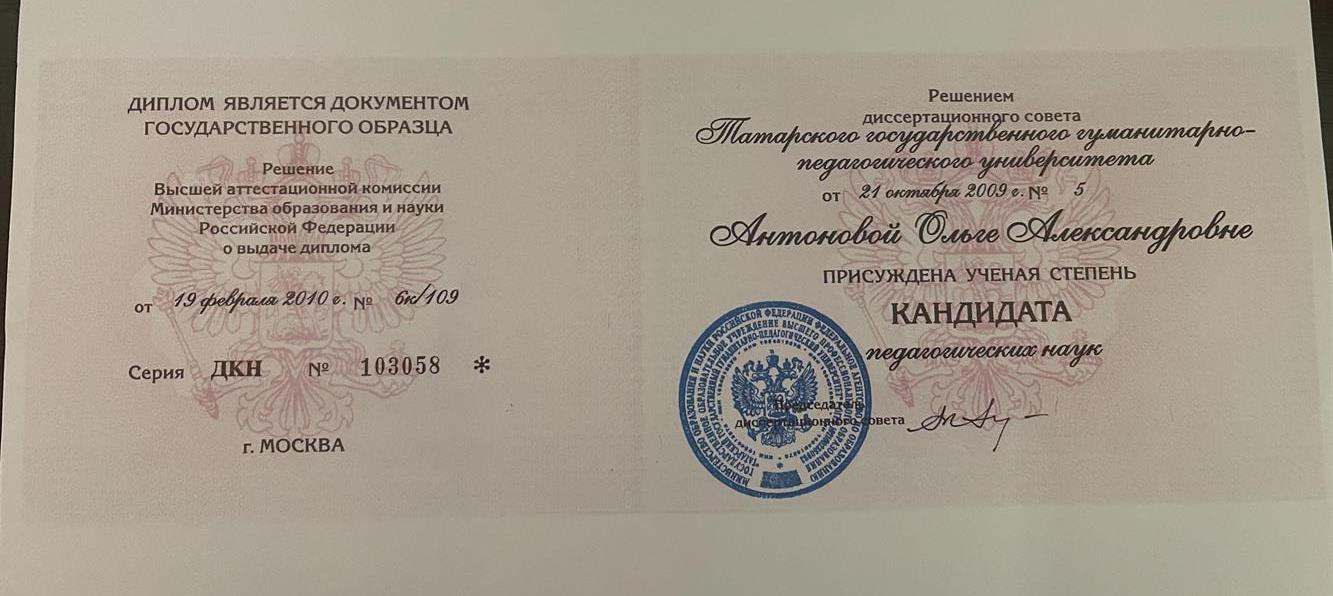 ДИПЛОМ ЯВЛЯЕТСЯ ДОКУМЕНТОМ
ГОСУДАРСТВЕННОГО ОБРАЗЦА
Решение
Высшей аттестационной комиссии
Министерства образования и науки
Российской Федерации
о выдаче диплома
от 19 февраля 2010 г. № 6к/109
Серия ДКН № 103058 *
г. МОСКВА
Решением
диссертационного совета
Татарского государственного гуманитарно-
педагогического университета
от 21 октября 2009 г. № 5
Антоновой Ольге Александровне
ПРИСУЖДЕНА УЧЕНАЯ СТЕПЕНЬ
КАНДИДАТА
педагогических наук
Председатель
диссертационного совета